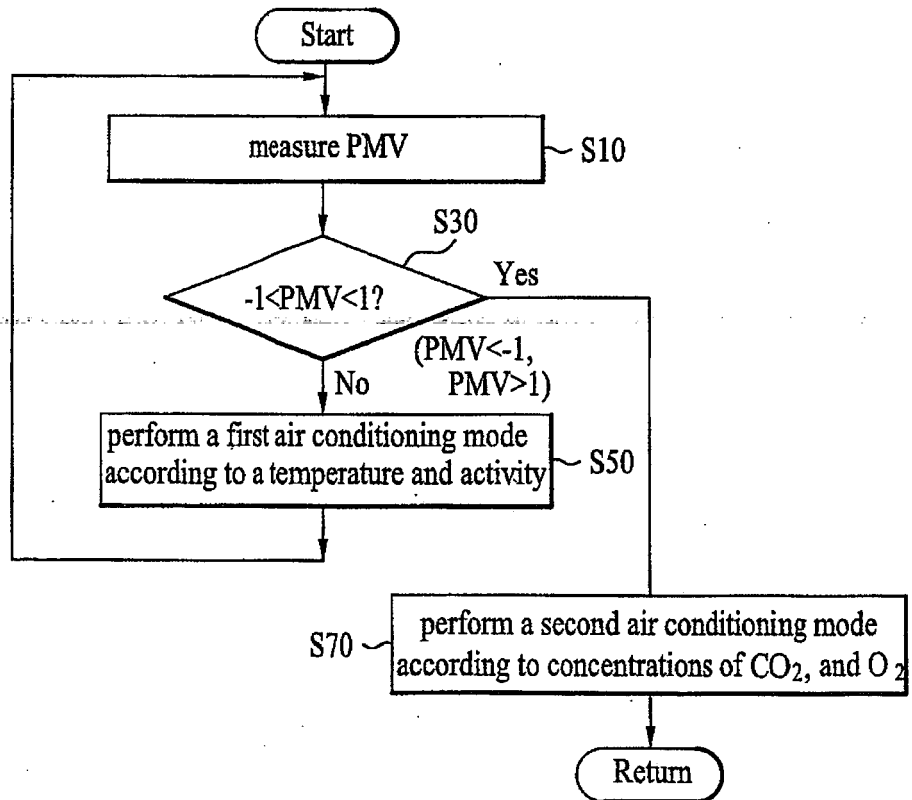 Start
measure PMV
S10
S30
-1<PMV<1?
Yes
(PMV<-1,
PMV>1)
No
perform a first air conditioning mode
according to a temperature and activity
S50
S70
perform a second air conditioning mode
according to concentrations of CO₂, and O₂
Return